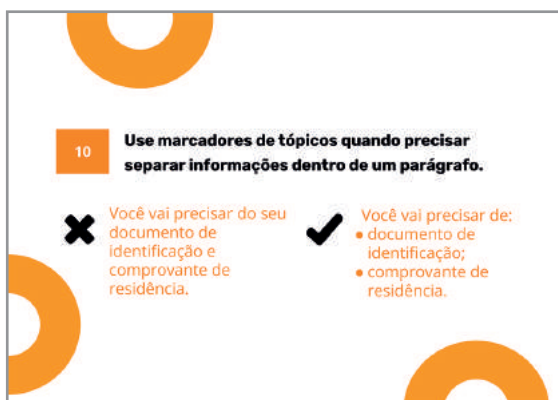 10
Use marcadores de tópicos quando precisar
separar informações dentro de um parágrafo.
Você vai precisar do seu
documento de
identificação e
comprovante de
residência.
Você vai precisar de:
• documento de
identificação;
• comprovante de
residência.